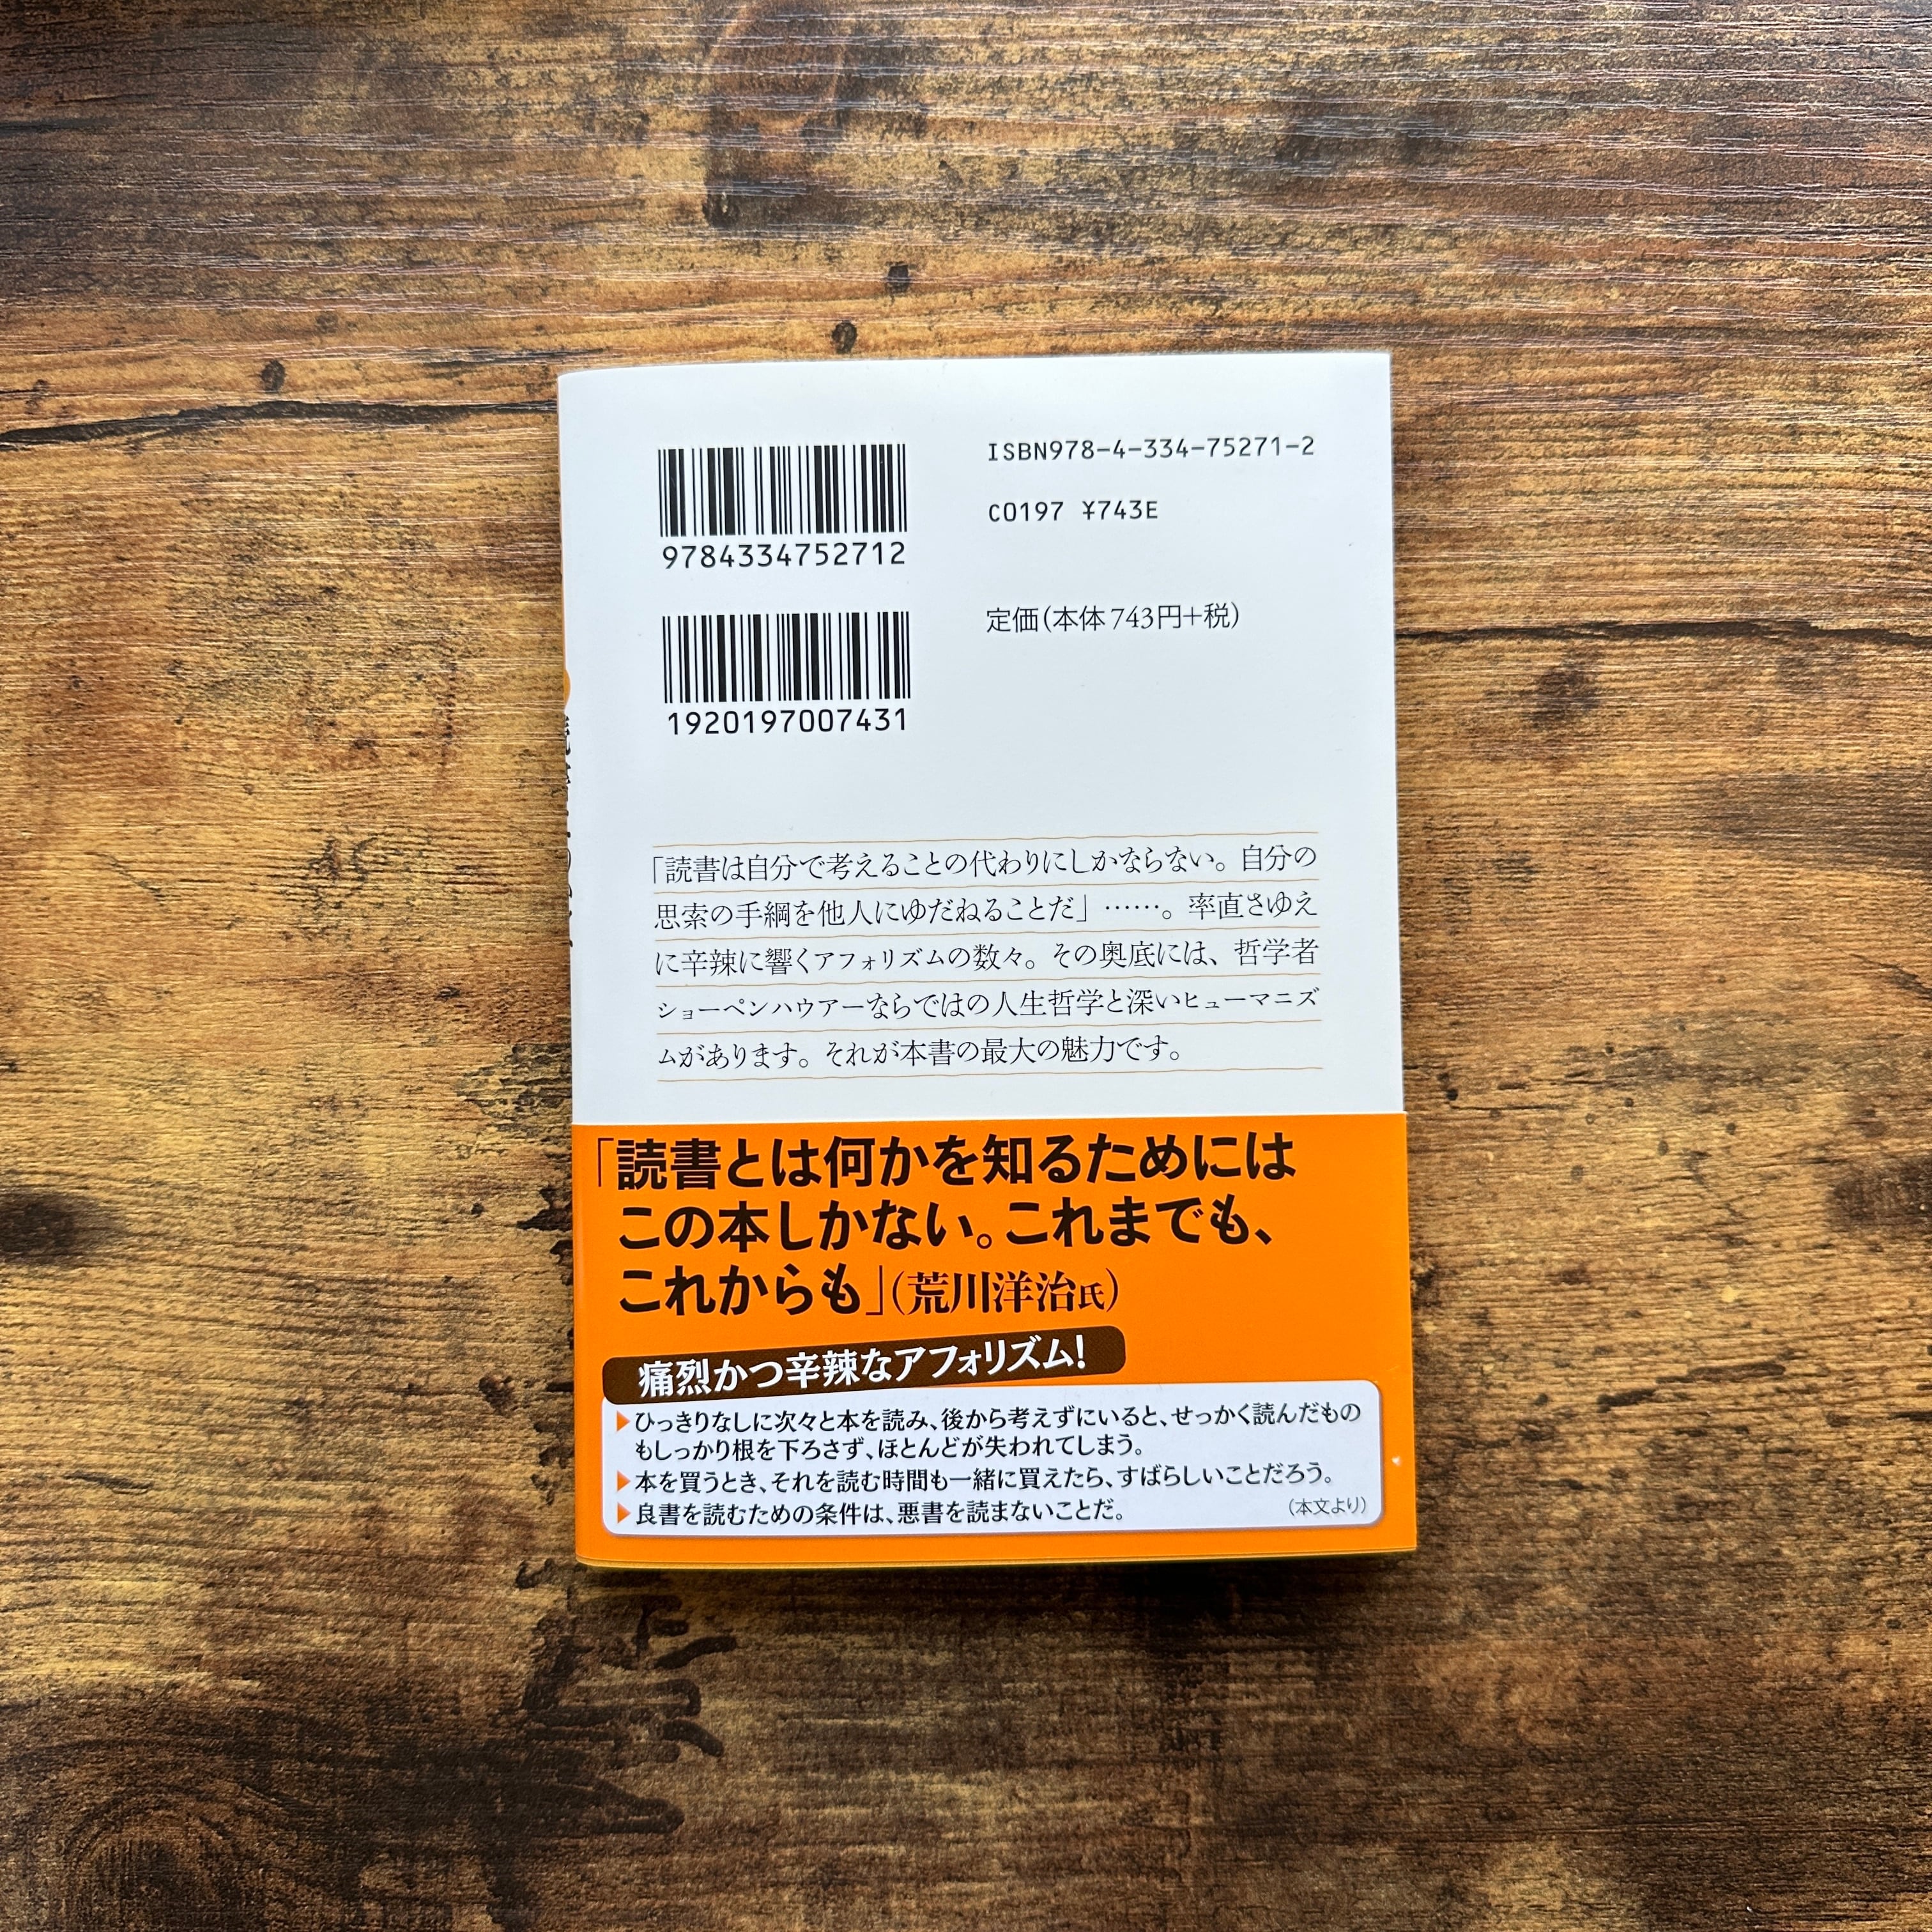 ISBN978-4-334-75271-2
C0197 ¥743E
9784334752712
定価(本体743円+税)
1920197007431
「読書は自分で考えることの代わりにしかならない。自分の
思索の手綱を他人にゆだねることだ」……。率直さゆえ
に辛辣に響くアフォリズムの数々。その奥底には、哲学者
ショーペンハウアーならではの人生哲学と深いヒューマニズ
ムがあります。それが本書の最大の魅力です。
「読書とは何かを知るためには
この本しかない。これまでも、
これからも」(荒川洋治氏)
痛烈かつ辛辣なアフォリズム!
▶ひっきりなしに次々と本を読み、後から考えずにいると、せっかく読んだもの
もしっかり根を下ろさず、ほとんどが失われてしまう。
▶本を買うとき、それを読む時間も一緒に買えたら、すばらしいことだろう。
▶良書を読むための条件は、悪書を読まないことだ。 (本文より)